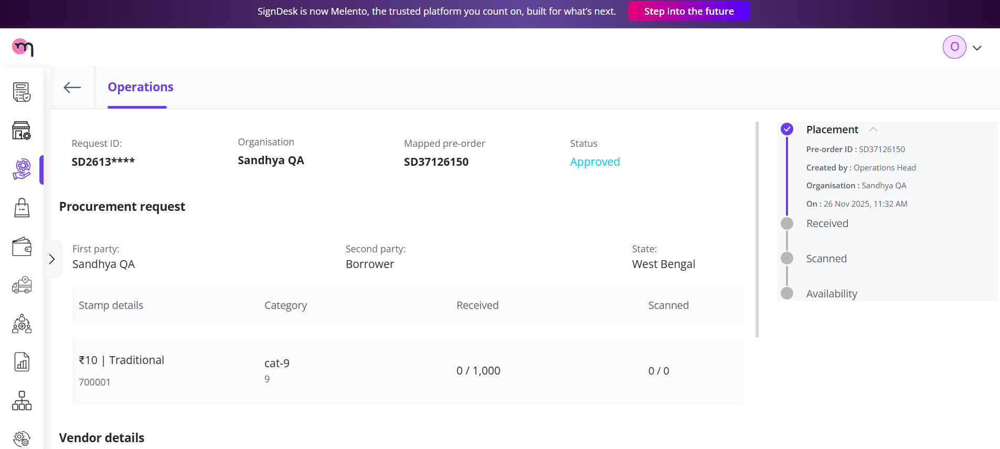 SignDesk is now Melento, the trusted platform you count on, built for what's next. Step into the future
m
O
Operations
Request ID:
SD2613****
Organisation
Sandhya QA
Mapped pre-order
SD37126150
Status
Approved
Procurement request
First party:
Sandhya QA
Second party:
Borrower
State:
West Bengal
Stamp details Category Received Scanned
₹10 | Traditional
700001
cat-9
9
0 / 1,000
0 / 0
Vendor details
Placement
Pre-order ID : SD37126150
Created by : Operations Head
Organisation : Sandhya QA
On : 26 Nov 2025, 11:32 AM
Received
Scanned
Availability